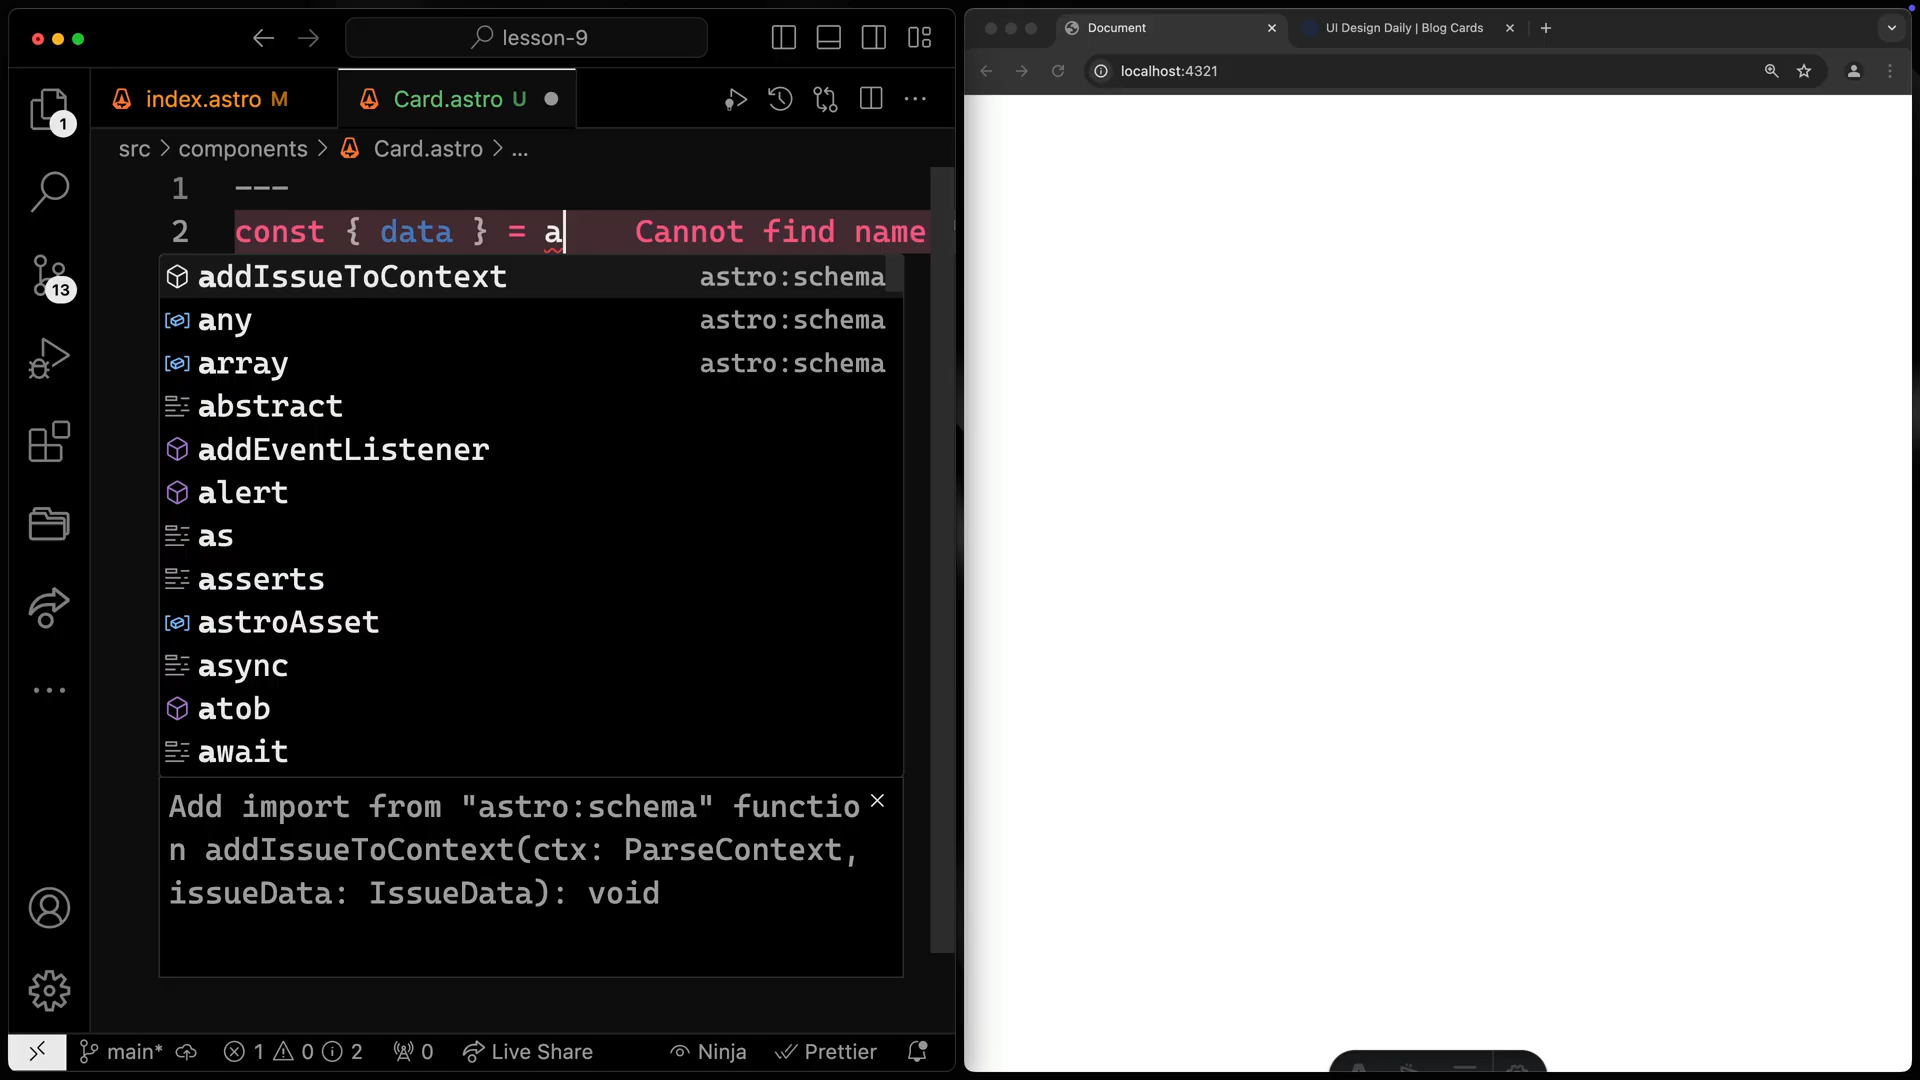 lesson-9
index.astro M
Card.astro U
1
src > components > Card.astro > ...
1 ---
2 const { data } = a Cannot find name
addIssueToContext astro:schema
any astro:schema
array astro:schema
abstract
addEventListener
alert
as
asserts
astroAsset
async
atob
await
Add import from "astro:schema" functio
n addIssueToContext(ctx: ParseContext,
issueData: IssueData): void
13
main* 1 0 2 0 Live Share Ninja Prettier
Document
UI Design Daily | Blog Cards
localhost:4321